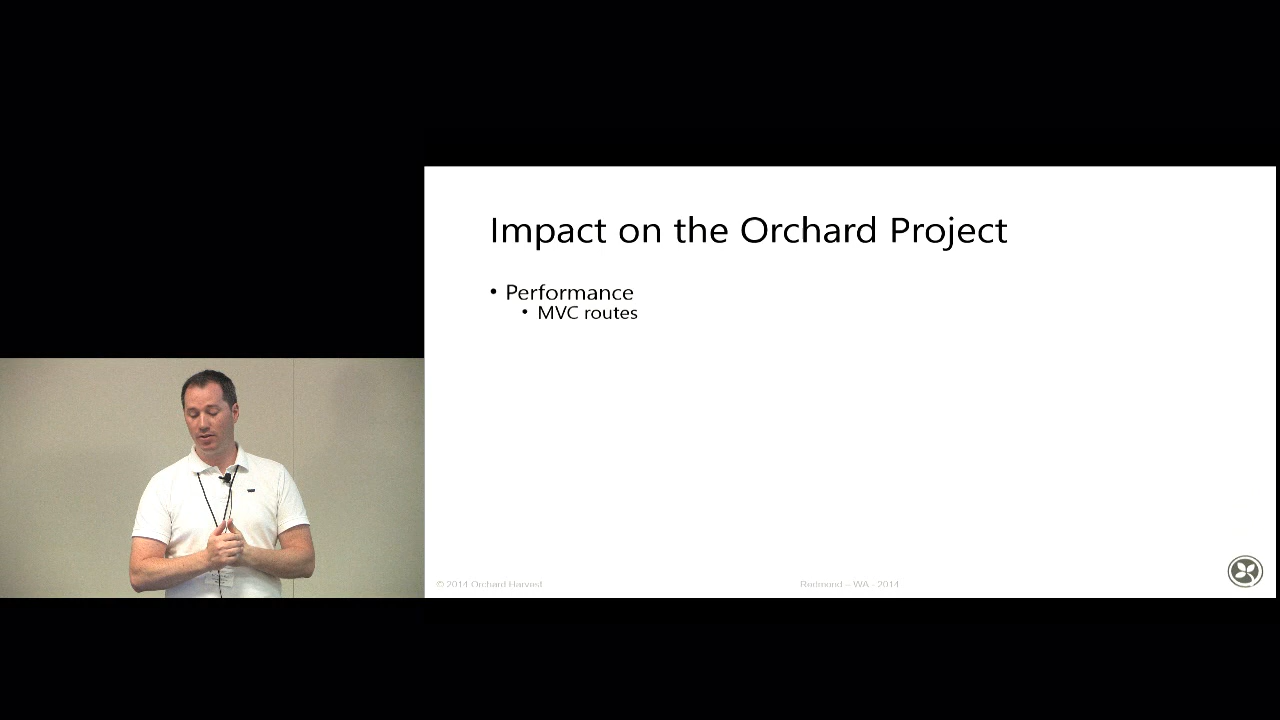 Impact on the Orchard Project
• Performance
• MVC routes
© 2014 Orchard Harvest
Redmond – WA - 2014